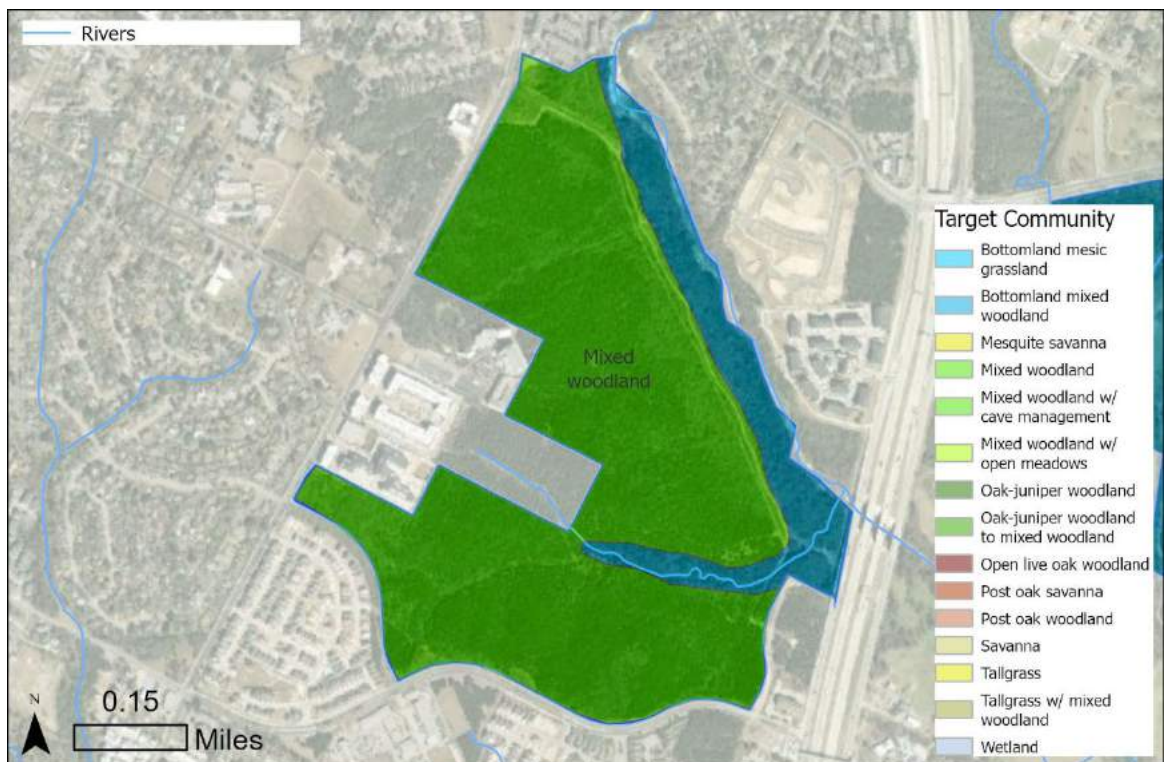 Rivers
Mixed
woodland
Target Community
Bottomland mesic
grassland
Bottomland mixed
woodland
Mesquite savanna
Mixed woodland
Mixed woodland w/
cave management
Mixed woodland w/
open meadows
Oak-juniper woodland
Oak-juniper woodland
to mixed woodland
Open live oak woodland
Post oak savanna
Post oak woodland
Savanna
Tallgrass
Tallgrass w/ mixed
woodland
Wetland
N
0.15
Miles